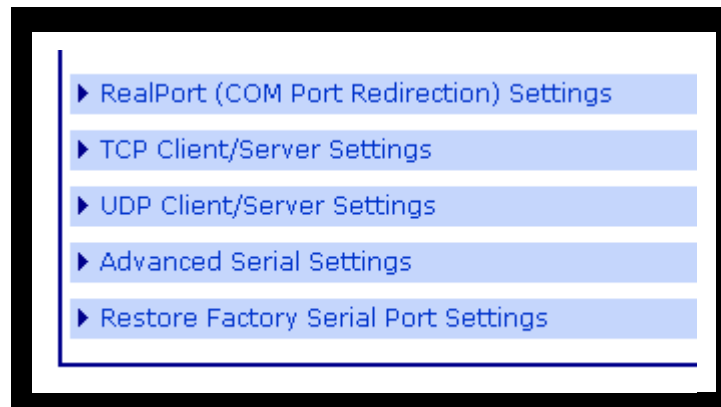 RealPort (COM Port Redirection) Settings
TCP Client/Server Settings
UDP Client/Server Settings
Advanced Serial Settings
Restore Factory Serial Port Settings